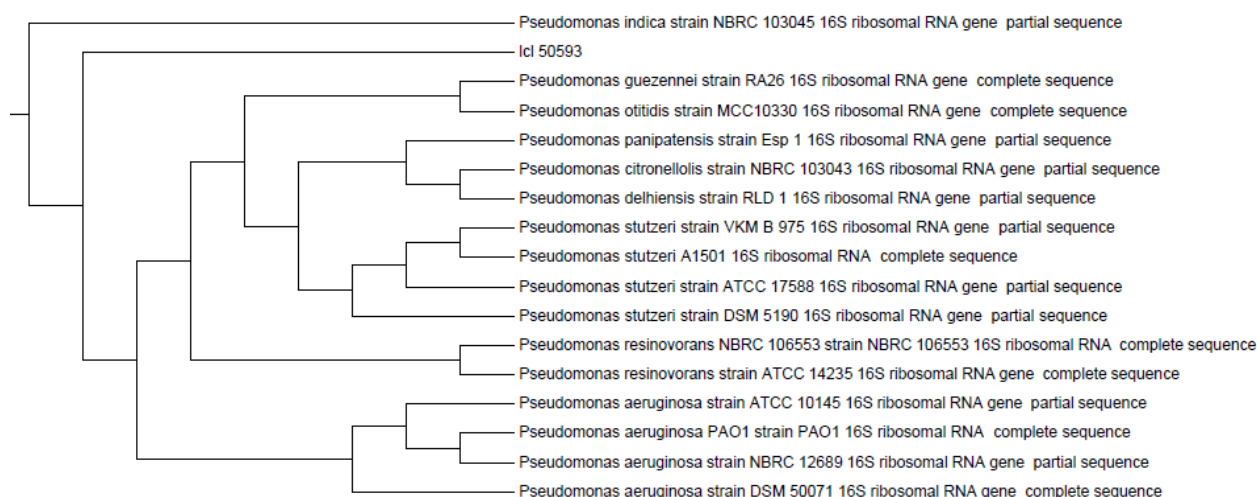 Pseudomonas indica strain NBRC 103045 16S ribosomal RNA gene partial sequence
lcl 50593
Pseudomonas guezennei strain RA26 16S ribosomal RNA gene complete sequence
Pseudomonas otitidis strain MCC10330 16S ribosomal RNA gene complete sequence
Pseudomonas panipatensis strain Esp 1 16S ribosomal RNA gene partial sequence
Pseudomonas citronellolis strain NBRC 103043 16S ribosomal RNA gene partial sequence
Pseudomonas delhiensis strain RLD 1 16S ribosomal RNA gene partial sequence
Pseudomonas stutzeri strain VKM B 975 16S ribosomal RNA gene partial sequence
Pseudomonas stutzeri A1501 16S ribosomal RNA complete sequence
Pseudomonas stutzeri strain ATCC 17588 16S ribosomal RNA gene partial sequence
Pseudomonas stutzeri strain DSM 5190 16S ribosomal RNA gene partial sequence
Pseudomonas resinovorans NBRC 106553 strain NBRC 106553 16S ribosomal RNA complete sequence
Pseudomonas resinovorans strain ATCC 14235 16S ribosomal RNA gene complete sequence
Pseudomonas aeruginosa strain ATCC 10145 16S ribosomal RNA gene partial sequence
Pseudomonas aeruginosa PAO1 strain PAO1 16S ribosomal RNA complete sequence
Pseudomonas aeruginosa strain NBRC 12689 16S ribosomal RNA gene partial sequence
Pseudomonas aeruginosa strain DSM 50071 16S ribosomal RNA gene complete sequence